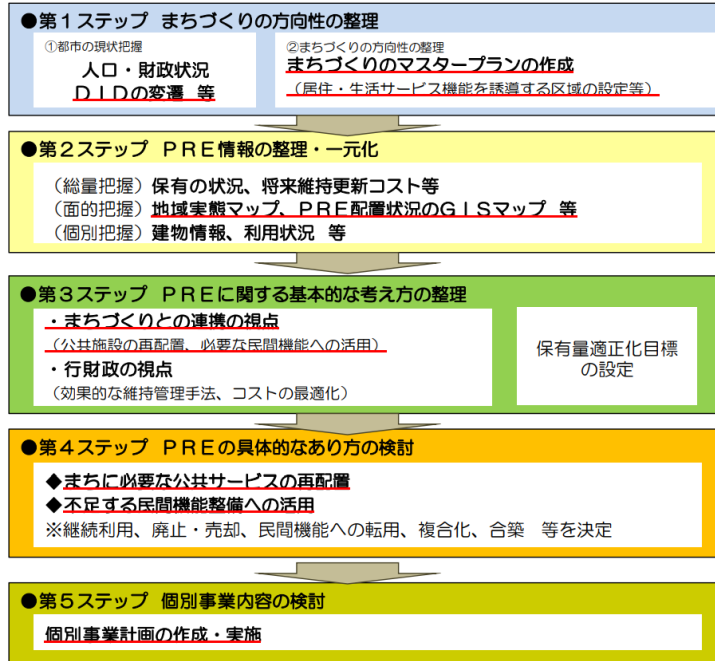 ●第１ステップ まちづくりの方向性の整理
①都市の現状把握
人口・財政状況
ＤＩＤの変遷 等
②まちづくりの方向性の整理
まちづくりのマスタープランの作成
（居住・生活サービス機能を誘導する区域の設定等）
●第２ステップ ＰＲＥ情報の整理・一元化
（総量把握）保有の状況、将来維持更新コスト等
（面的把握）地域実態マップ、ＰＲＥ配置状況のＧＩＳマップ 等
（個別把握）建物情報、利用状況 等
●第３ステップ ＰＲＥに関する基本的な考え方の整理
・まちづくりとの連携の視点
（公共施設の再配置、必要な民間機能への活用）
・行財政の視点
（効果的な維持管理手法、コストの最適化）
保有量適正化目標
の設定
●第４ステップ ＰＲＥの具体的なあり方の検討
◆まちに必要な公共サービスの再配置
◆不足する民間機能整備への活用
※継続利用、廃止・売却、民間機能への転用、複合化、合築 等を決定
●第５ステップ 個別事業内容の検討
個別事業計画の作成・実施